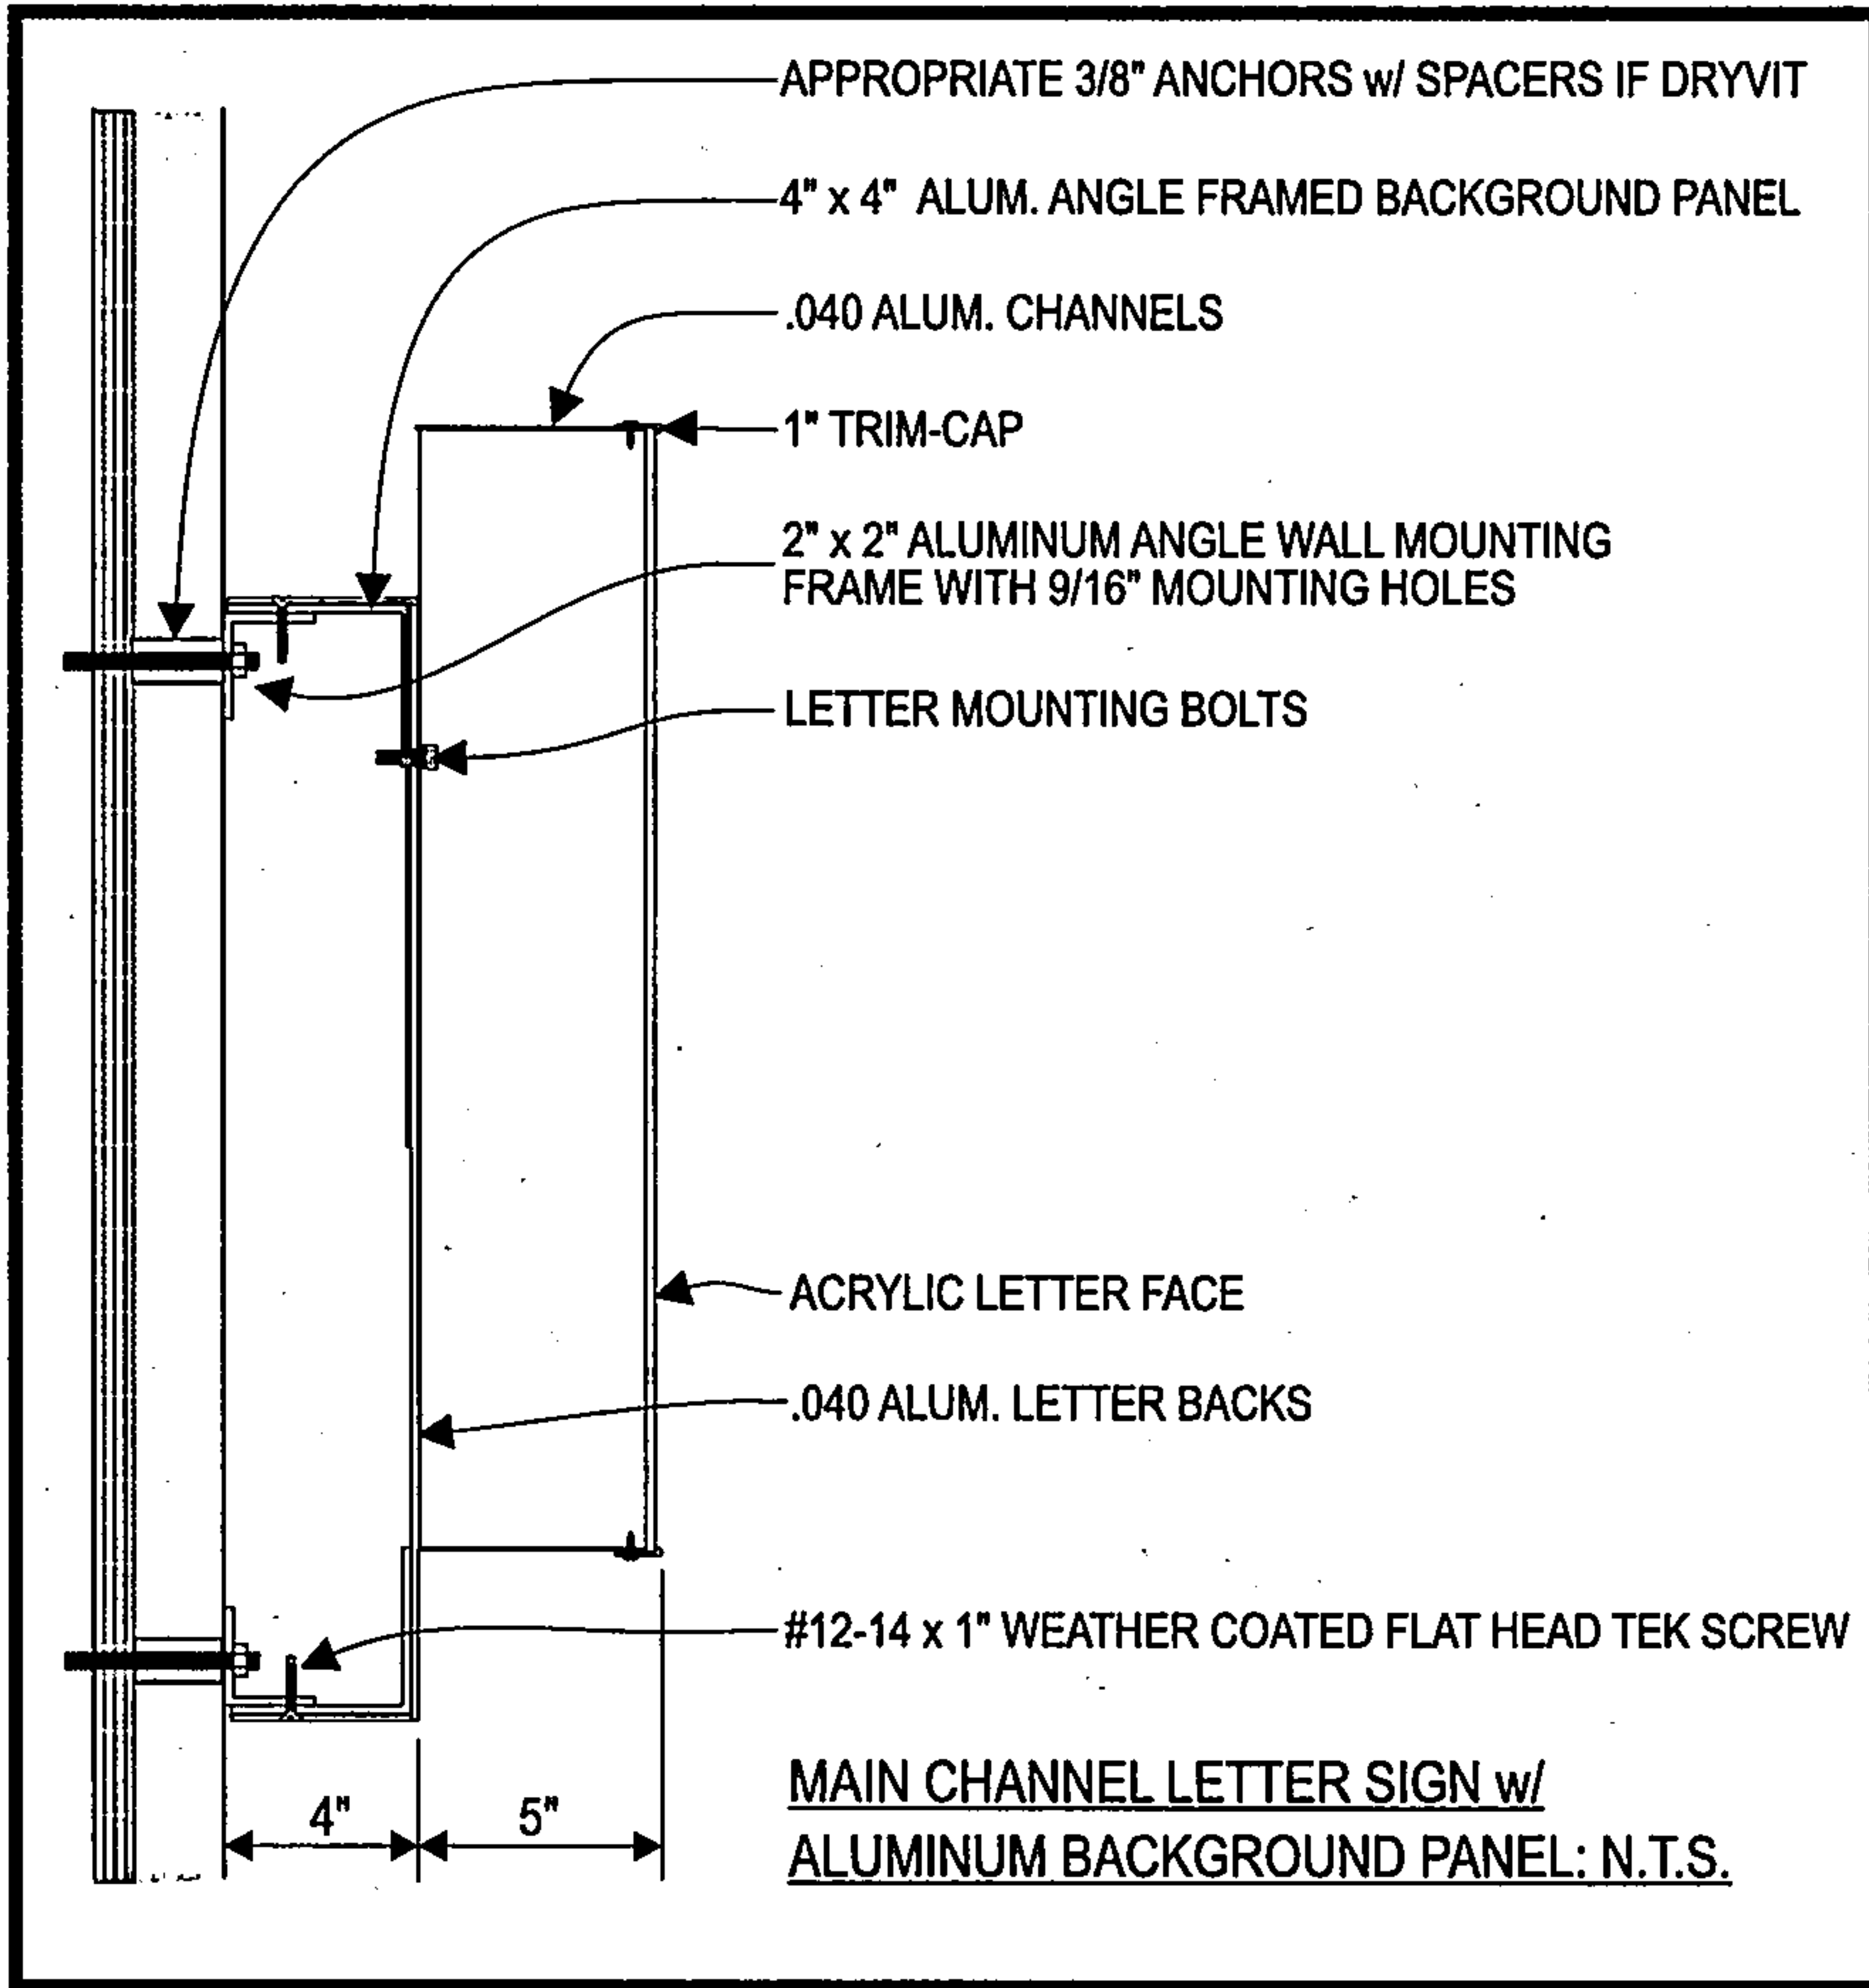 APPROPRIATE 3/8" ANCHORS w/ SPACERS IF DRYVIT
4" x 4" ALUM. ANGLE FRAMED BACKGROUND PANEL
.040 ALUM. CHANNELS
1" TRIM-CAP
2" x 2" ALUMINUM ANGLE WALL MOUNTING
FRAME WITH 9/16" MOUNTING HOLES
LETTER MOUNTING BOLTS
ACRYLIC LETTER FACE
.040 ALUM. LETTER BACKS
#12-14 x 1" WEATHER COATED FLAT HEAD TEK SCREW
4"
5"
MAIN CHANNEL LETTER SIGN w/
ALUMINUM BACKGROUND PANEL: N.T.S.